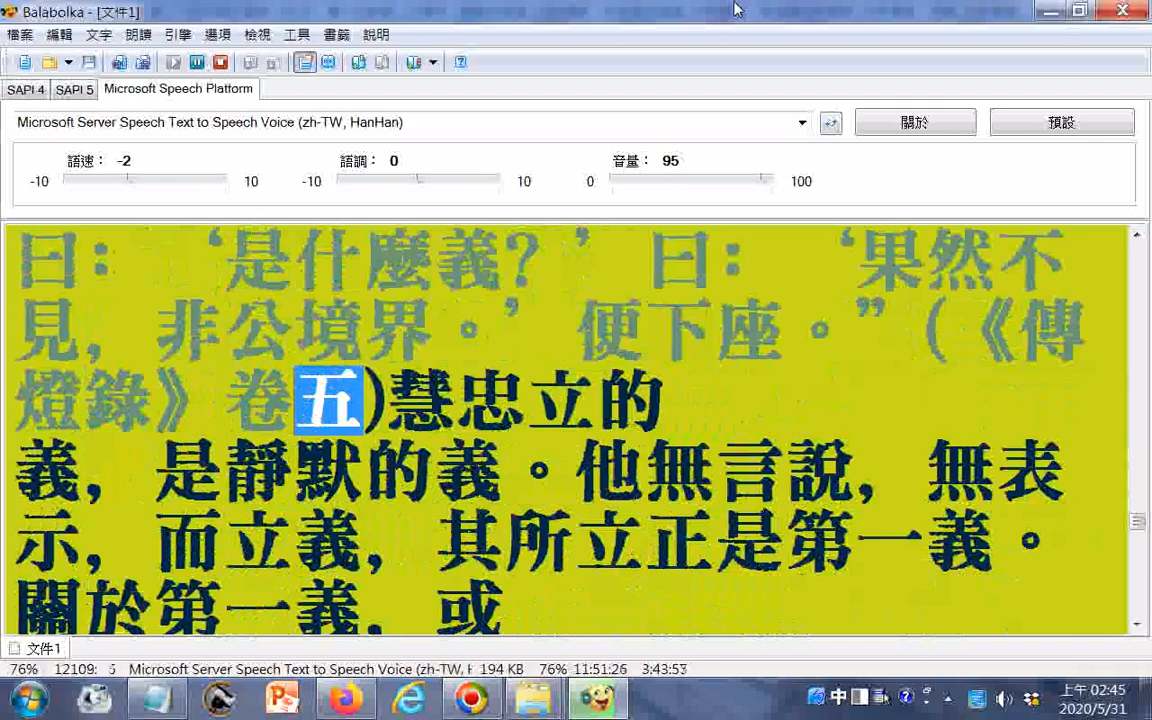 Balabolka - [文件1]
檔案 編輯 文字 朗讀 引擎 選項 檢視 工具 書籤 說明
SAPI 4 SAPI 5 Microsoft Speech Platform
Microsoft Server Speech Text to Speech Voice (zh-TW, HanHan) 關於 預設
語速： -2 語調： 0 音量： 95
-10 10 -10 10 0 100
曰：‘是什麼義？’曰：‘果然不
見，非公境界。’便下座。”(《傳
燈錄》卷五)慧忠立的
義，是靜默的義。他無言說，無表
示，而立義，其所立正是第一義。
關於第一義，或
文件1
76% 12109: 5 Microsoft Server Speech Text to Speech Voice (zh-TW, H 194 KB 76% 11:51:26 3:43:53
中 上午 02:45
2020/5/31